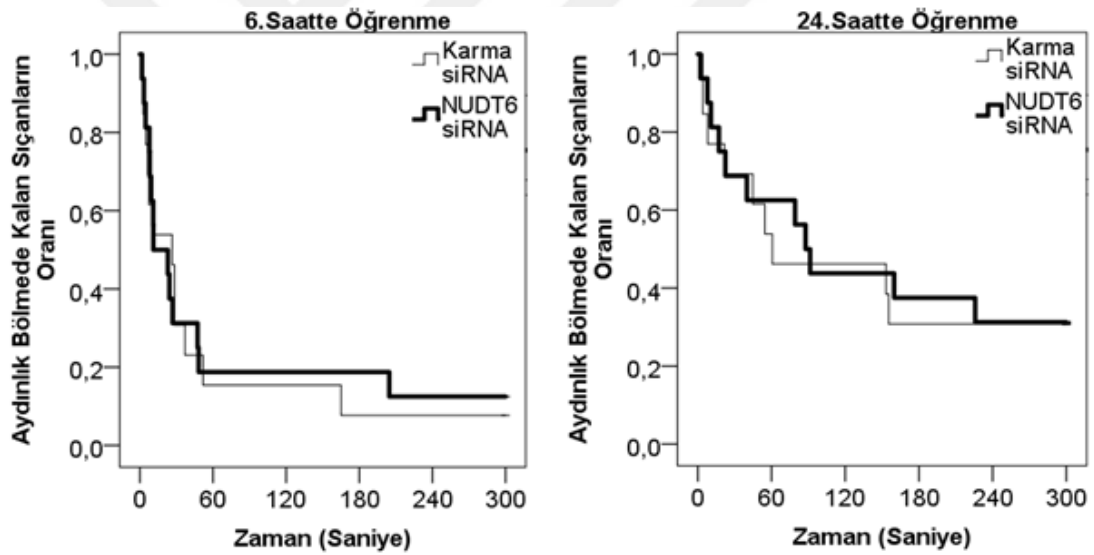 6.Saatte Öğrenme
Aydınlık Bölmede Kalan Sıçanların
Oranı
1,0
0,8
0,6
0,4
0,2
0,0
Karma
siRNA
NUDT6
siRNA
0 60 120 180 240 300
Zaman (Saniye)
24.Saatte Öğrenme
Aydınlık Bölmede Kalan Sıçanların
Oranı
1,0
0,8
0,6
0,4
0,2
0,0
Karma
siRNA
NUDT6
siRNA
0 60 120 180 240 300
Zaman (Saniye)